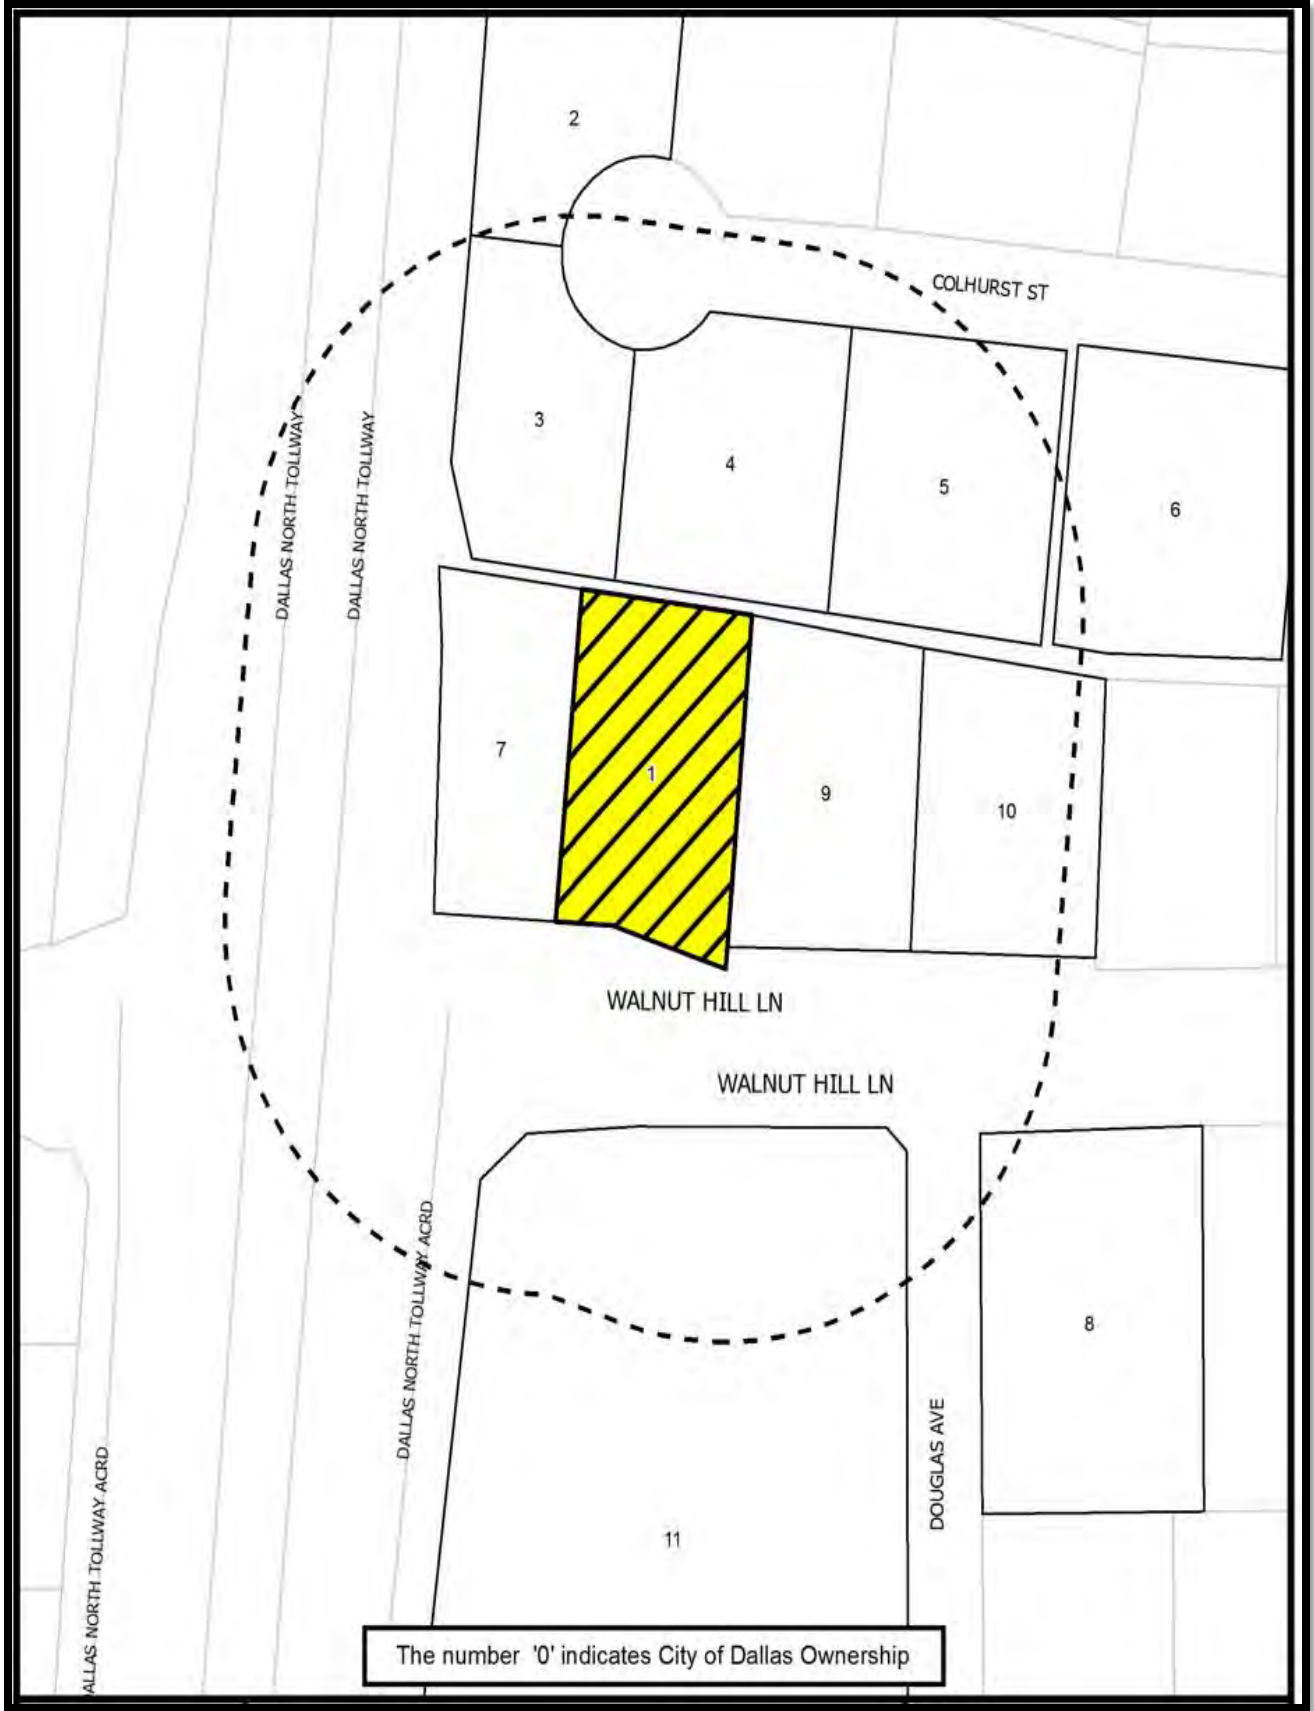 2
COLHURST ST
3
4
5
6
DALLAS NORTH TOLLWAY
DALLAS NORTH TOLLWAY
7
1
9
10
WALNUT HILL LN
WALNUT HILL LN
DALLAS NORTH TOLLWAY ACRD
8
DOUGLAS AVE
11
DALLAS NORTH TOLLWAY ACRD
The number '0' indicates City of Dallas Ownership